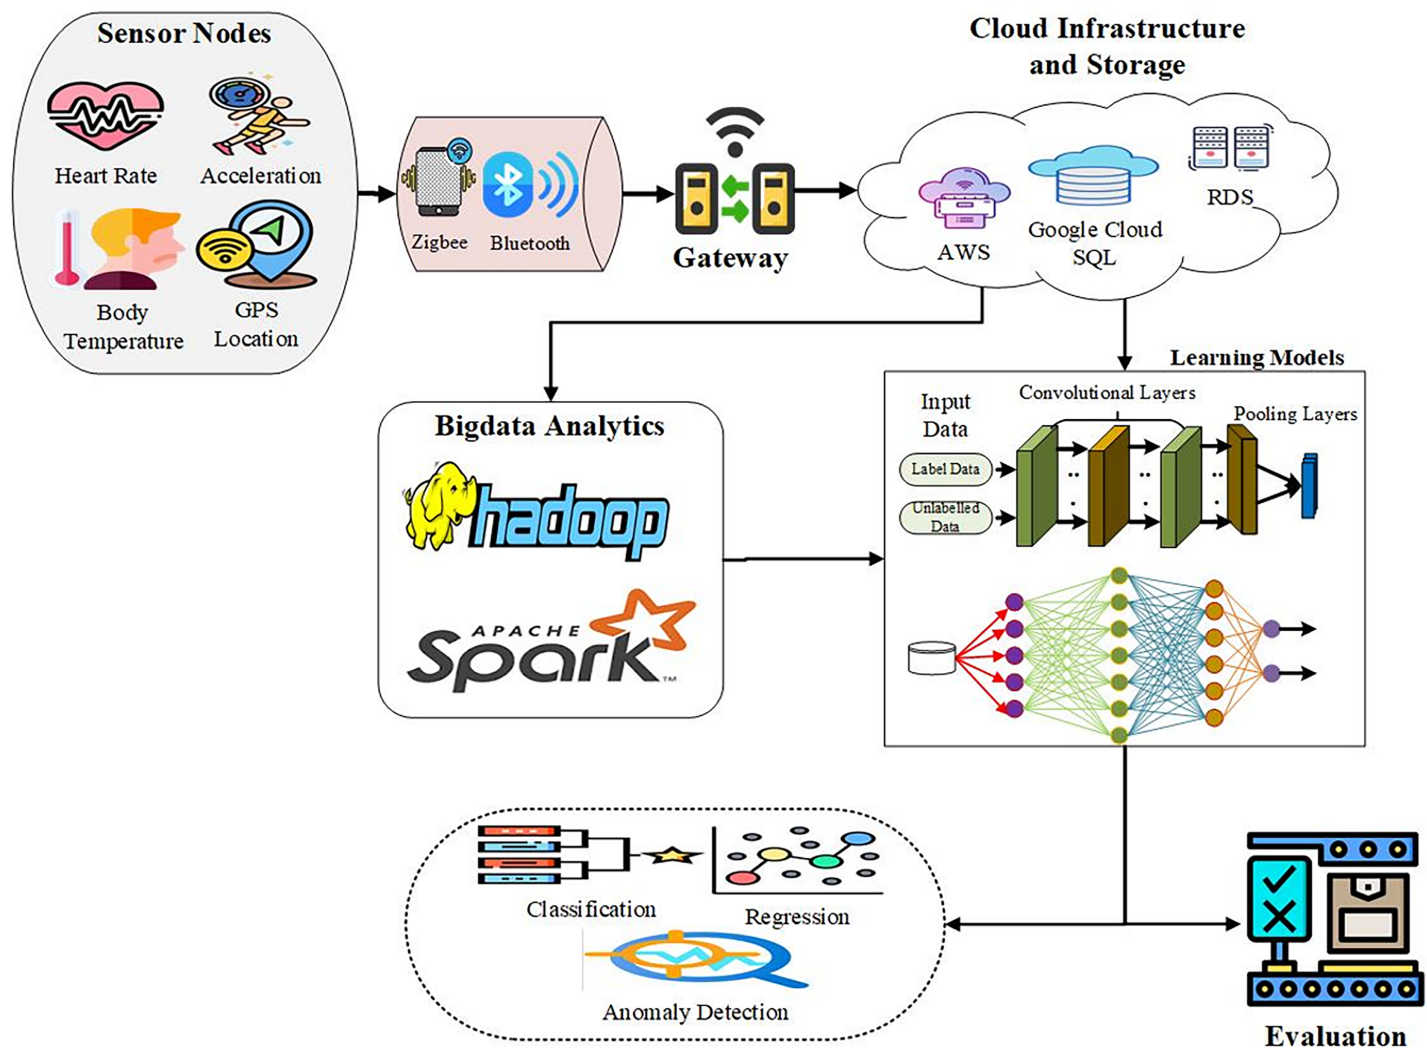 Sensor Nodes
Heart Rate
Acceleration
Body
Temperature
GPS
Location
Zigbee
Bluetooth
Gateway
Cloud Infrastructure
and Storage
AWS
Google Cloud
SQL
RDS
Bigdata Analytics
hadoop
APACHE
Spark™
Learning Models
Input
Data
Convolutional Layers
Pooling Layers
Label Data
Unlabelled
Data
Classification
Regression
Anomaly Detection
Evaluation